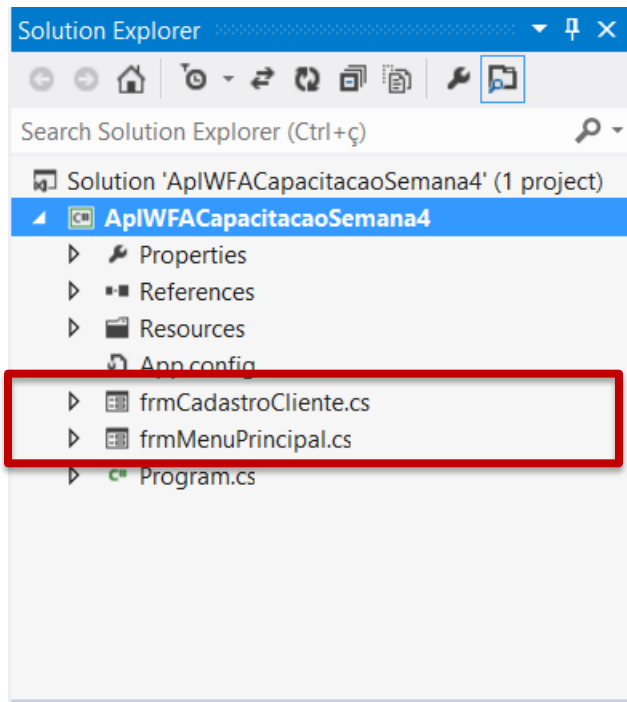 Solution Explorer
Search Solution Explorer (Ctrl+ç)
Solution 'AplWFACapacitacaoSemana4' (1 project)
C# AplWFACapacitacaoSemana4
Properties
References
Resources
App.config
frmCadastroCliente.cs
frmMenuPrincipal.cs
C# Program.cs